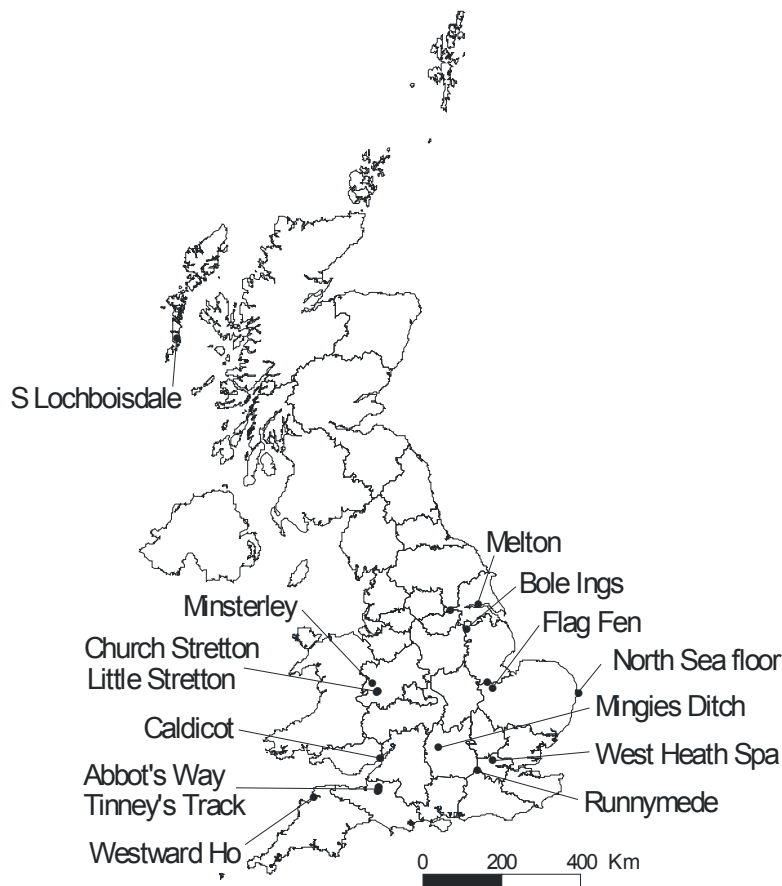 S Lochboisdale
Melton
Bole Ings
Minsterley
Flag Fen
Church Stretton
Little Stretton
North Sea floor
Mingies Ditch
Caldicot
West Heath Spa
Abbot's Way
Tinney's Track
Runnymede
Westward Ho
0 200 400 Km